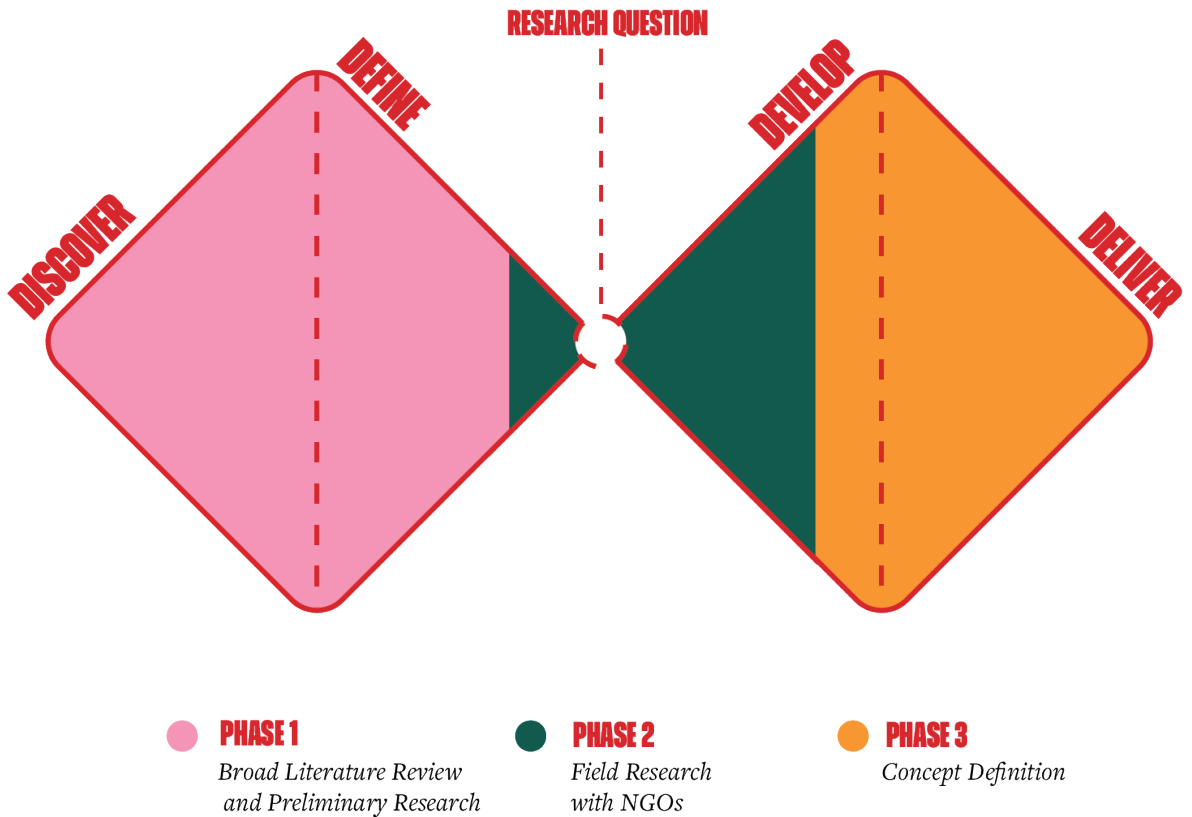 RESEARCH QUESTION
DISCOVER
DEFINE
DEVELOP
DELIVER
PHASE 1
Broad Literature Review
and Preliminary Research
PHASE 2
Field Research
with NGOs
PHASE 3
Concept Definition